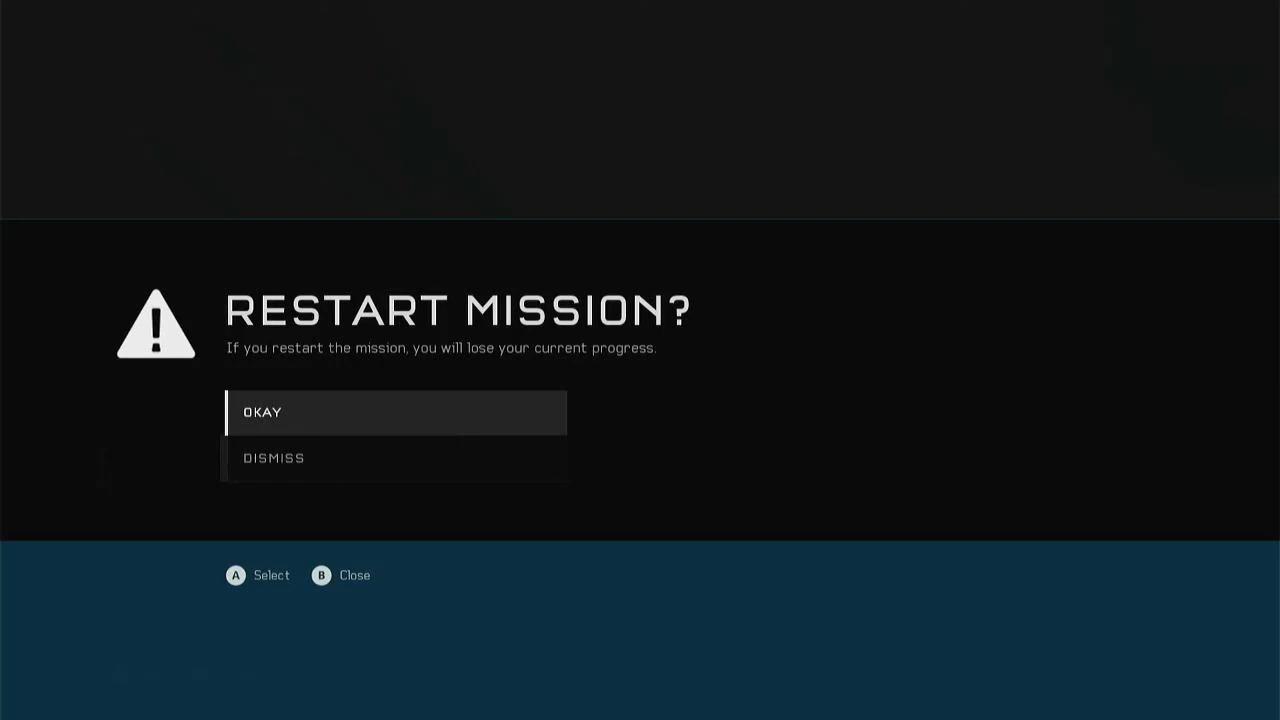 RESTART MISSION?
If you restart the mission, you will lose your current progress.
OKAY
DISMISS
A Select B Close